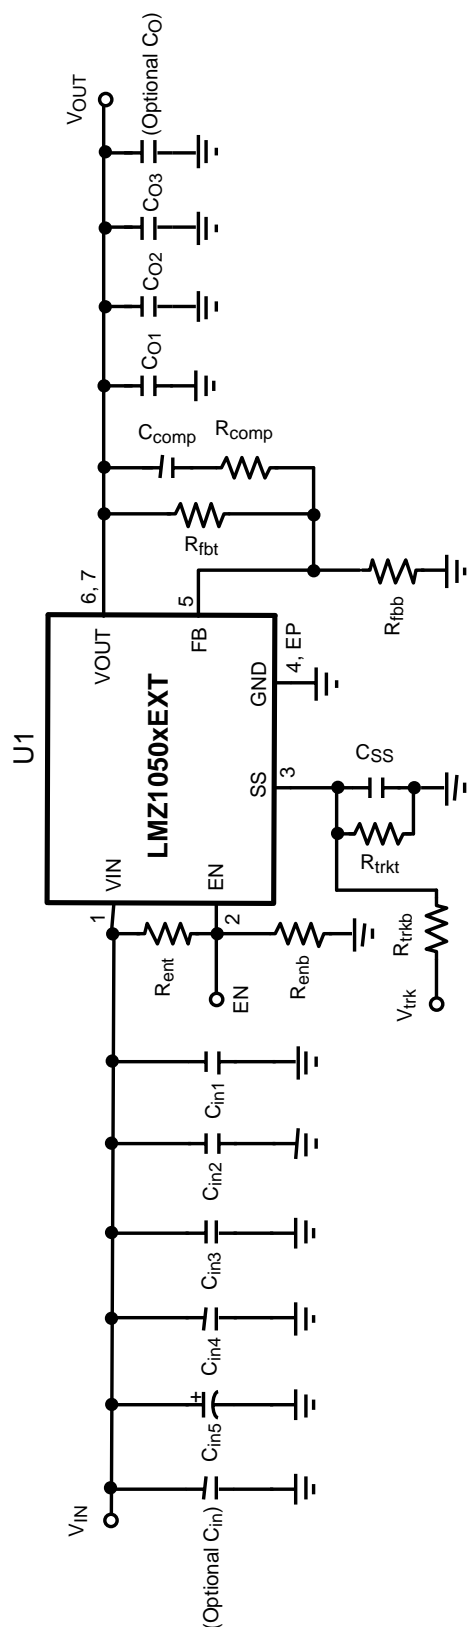 V_OUT
(Optional C_O)
C_O3
C_O2
C_O1
C_comp
R_comp
R_fbt
6, 7
5
R_fbb
U1
VOUT
FB
4, EP
GND
LMZ1050xEXT
SS
3
C_SS
R_trkt
R_trkb
V_trk
VIN
EN
1
2
R_ent
R_enb
EN
C_in1
C_in2
C_in3
C_in4
+
C_in5
V_IN
(Optional C_in)